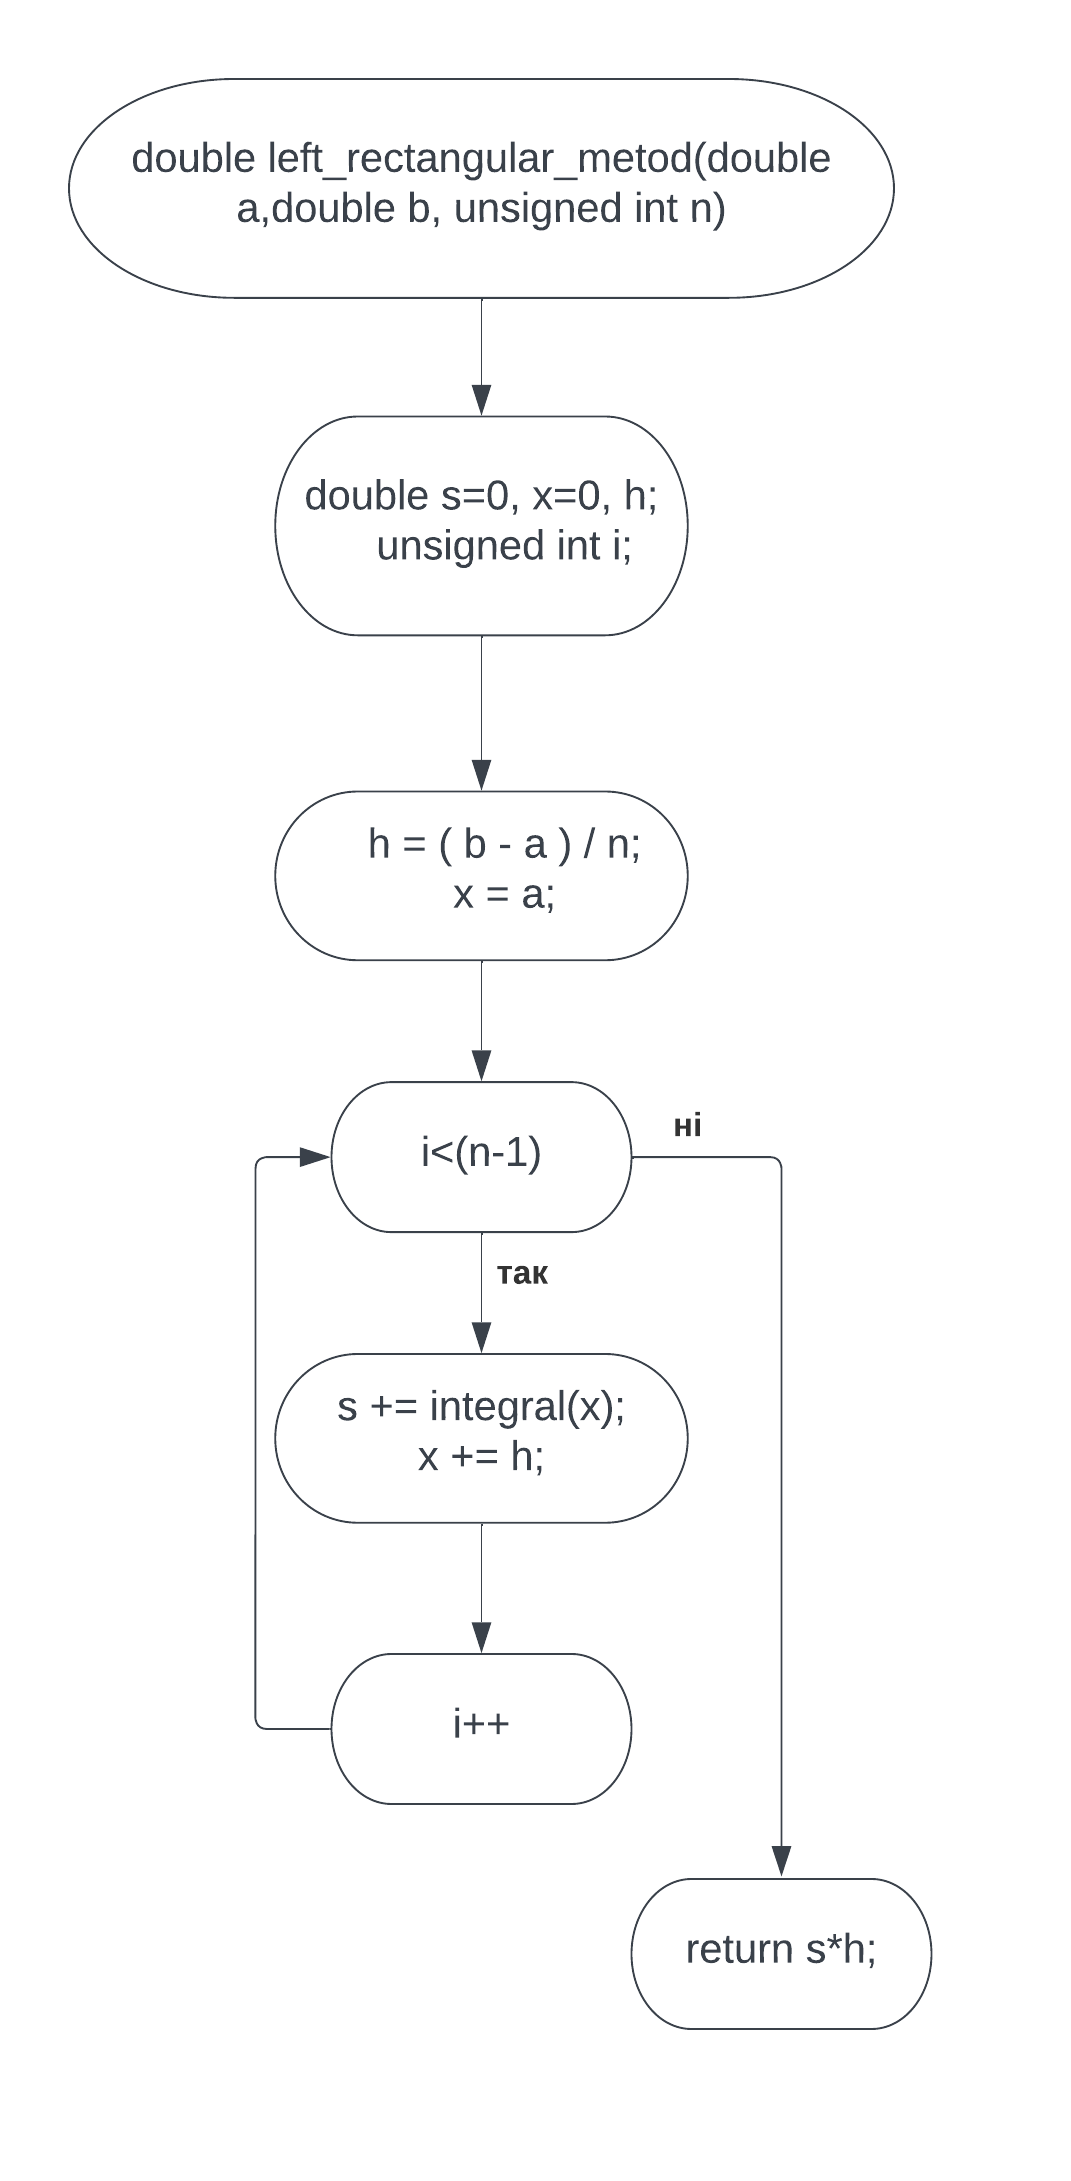 double left_rectangular_metod(double
a,double b, unsigned int n)
double s=0, x=0, h;
unsigned int i;
h = ( b - a ) / n;
x = a;
i<(n-1)
ні
так
s += integral(x);
x += h;
i++
return s*h;